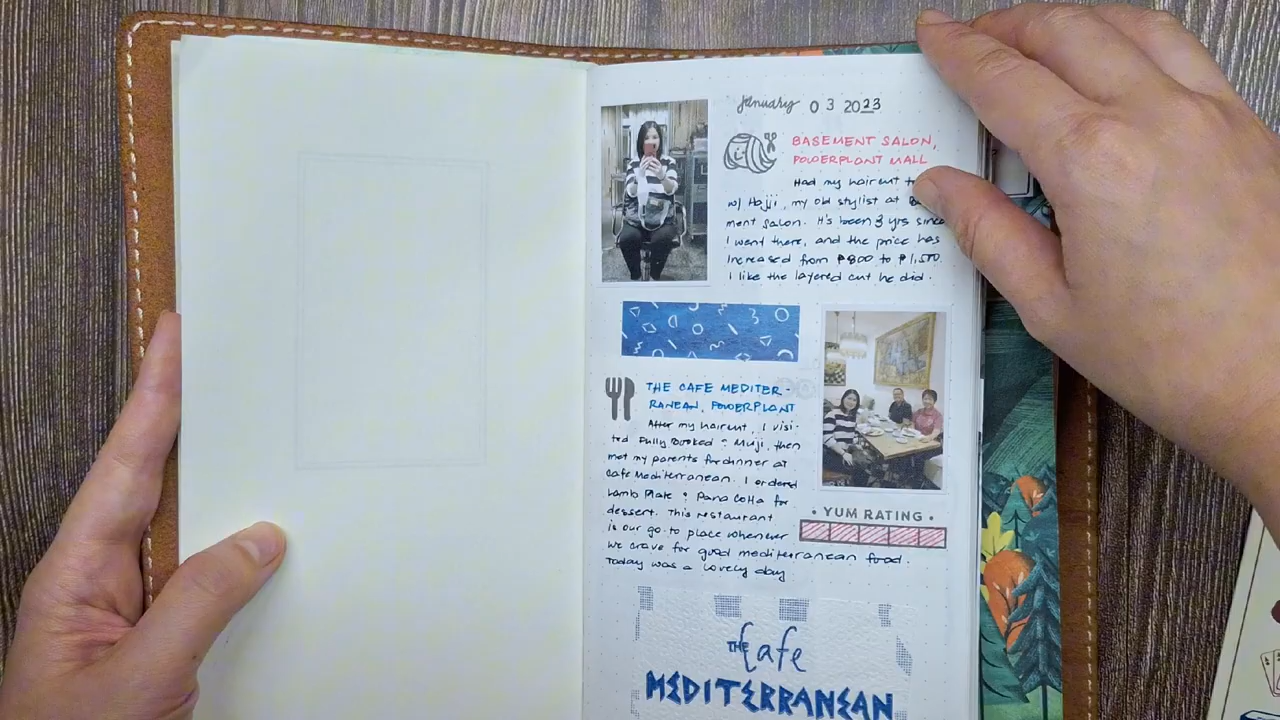 January 03 2023
BASEMENT SALON,
POWERPLANT MALL
Had my haircut
w/ Hajji, my old stylist at
ment salon. It's been 3 yrs since
I went there, and the price has
increased from ₱800 to ₱1,500.
I like the layered cut he did.
THE CAFE MEDITER-
RANEAN, POWERPLANT
After my haircut, I visi-
ted Fully Booked & Muji, then
met my parents for dinner at
Cafe Mediterranean. I ordered
Lamb Plate & Pana Cotta for
dessert. This restaurant
is our go-to place whenever
we crave for good mediterranean food.
Today was a lovely day.
• YUM RATING •
THE Cafe
MEDITERRANEAN